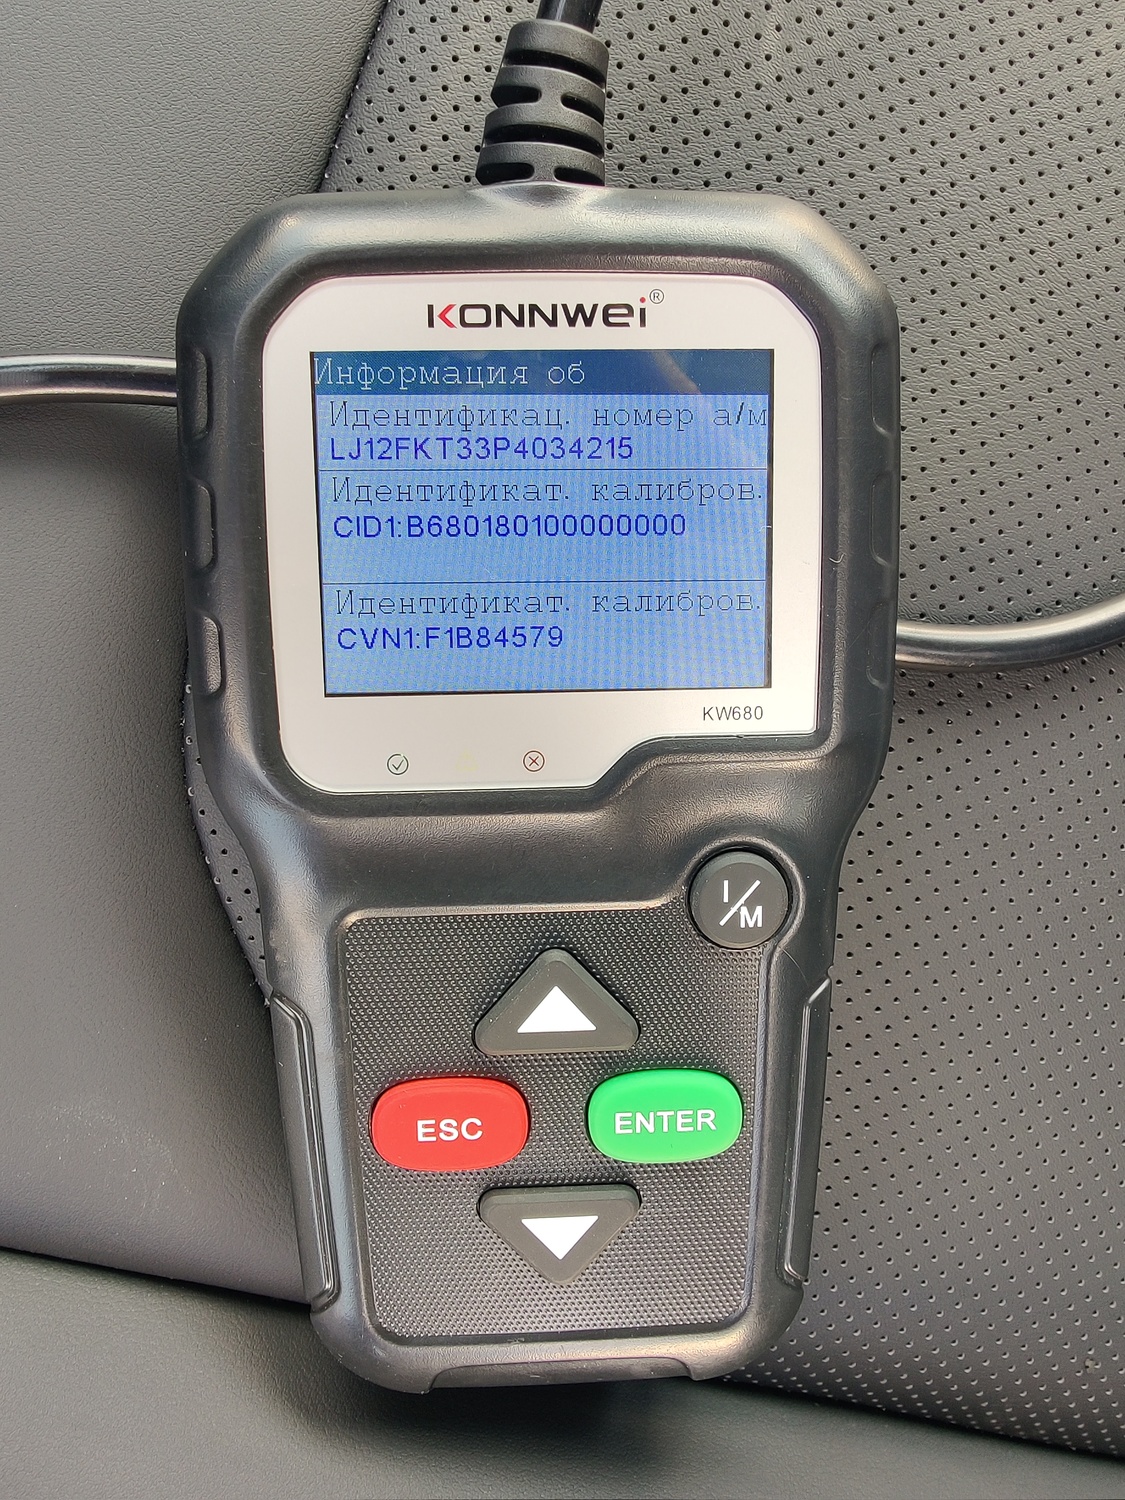 KONNWEI®
Информация об
Идентификац. номер а/м
LJ12FKT33P4034215
Идентификат. калибров.
CID1:B680180100000000
Идентификат. калибров.
CVN1:F1B84579
KW680
I/M
ESC
ENTER